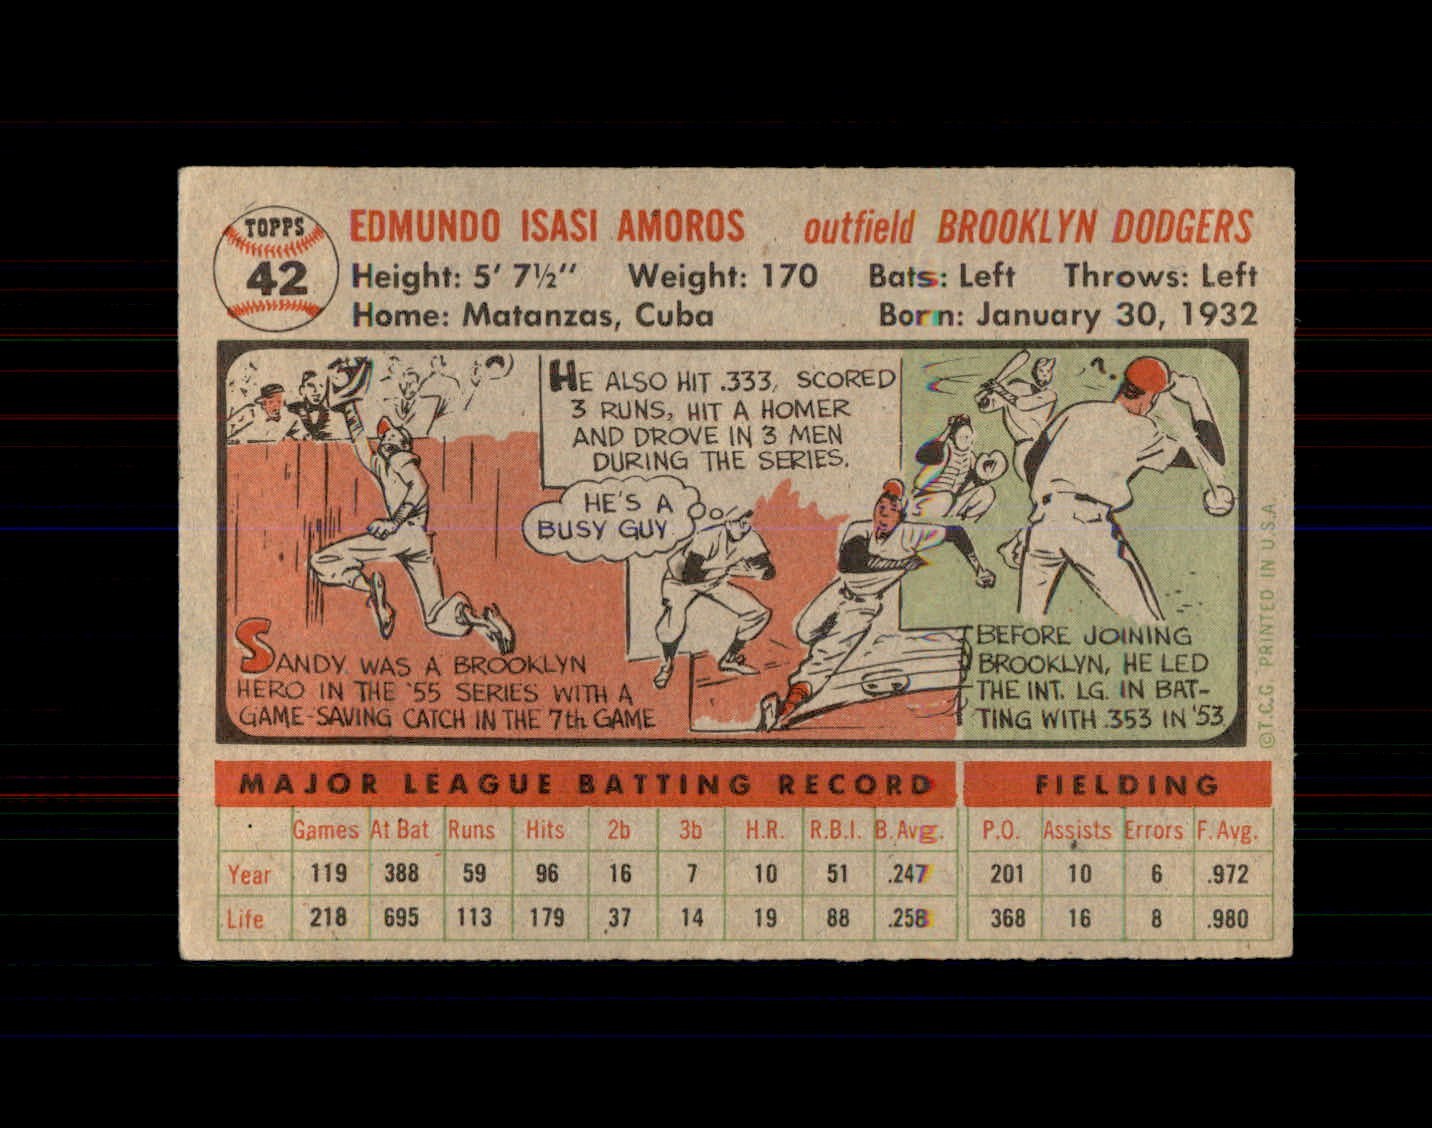 TOPPS
42
EDMUNDO ISASI AMOROS outfield BROOKLYN DODGERS
Height: 5' 7½" Weight: 170 Bats: Left Throws: Left
Home: Matanzas, Cuba Born: January 30, 1932
HE ALSO HIT .333, SCORED
3 RUNS, HIT A HOMER
AND DROVE IN 3 MEN
DURING THE SERIES.
HE'S A
BUSY GUY
SANDY WAS A BROOKLYN
HERO IN THE '55 SERIES WITH A
GAME-SAVING CATCH IN THE 7th GAME
BEFORE JOINING
BROOKLYN, HE LED
THE INT. LG. IN BAT-
TING WITH .353 IN '53
©T.C.G. PRINTED IN U.S.A
MAJOR LEAGUE BATTING RECORD FIELDING
Games At Bat Runs Hits 2b 3b H.R. R.B.I. B. Avg. P.O. Assists Errors F. Avg.
Year 119 388 59 96 16 7 10 51 .247 201 10 6 .972
Life 218 695 113 179 37 14 19 88 .258 368 16 8 .980